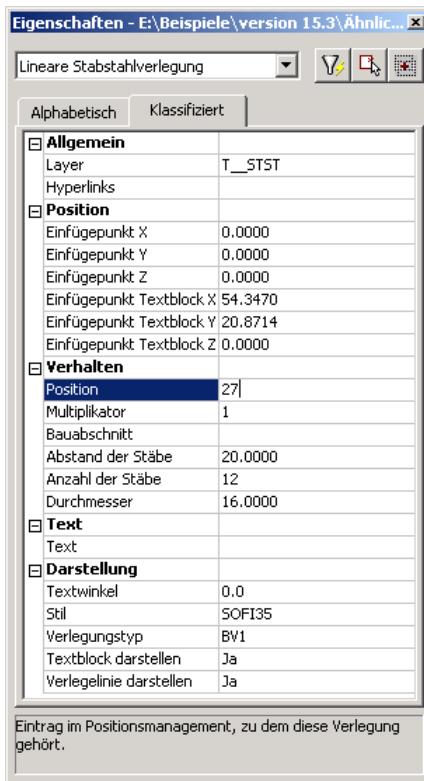 Eigenschaften - E:\Beispiele\version 15.3\Ähnlic...
Lineare Stabstahlverlegung
Alphabetisch Klassifiziert
Allgemein
Layer T__STST
Hyperlinks
Position
Einfügepunkt X 0.0000
Einfügepunkt Y 0.0000
Einfügepunkt Z 0.0000
Einfügepunkt Textblock X 54.3470
Einfügepunkt Textblock Y 20.8714
Einfügepunkt Textblock Z 0.0000
Verhalten
Position 27
Multiplikator 1
Bauabschnitt
Abstand der Stäbe 20.0000
Anzahl der Stäbe 12
Durchmesser 16.0000
Text
Text
Darstellung
Textwinkel 0.0
Stil SOFI35
Verlegungstyp BV1
Textblock darstellen Ja
Verlegelinie darstellen Ja
Eintrag im Positionsmanagement, zu dem diese Verlegung
gehört.